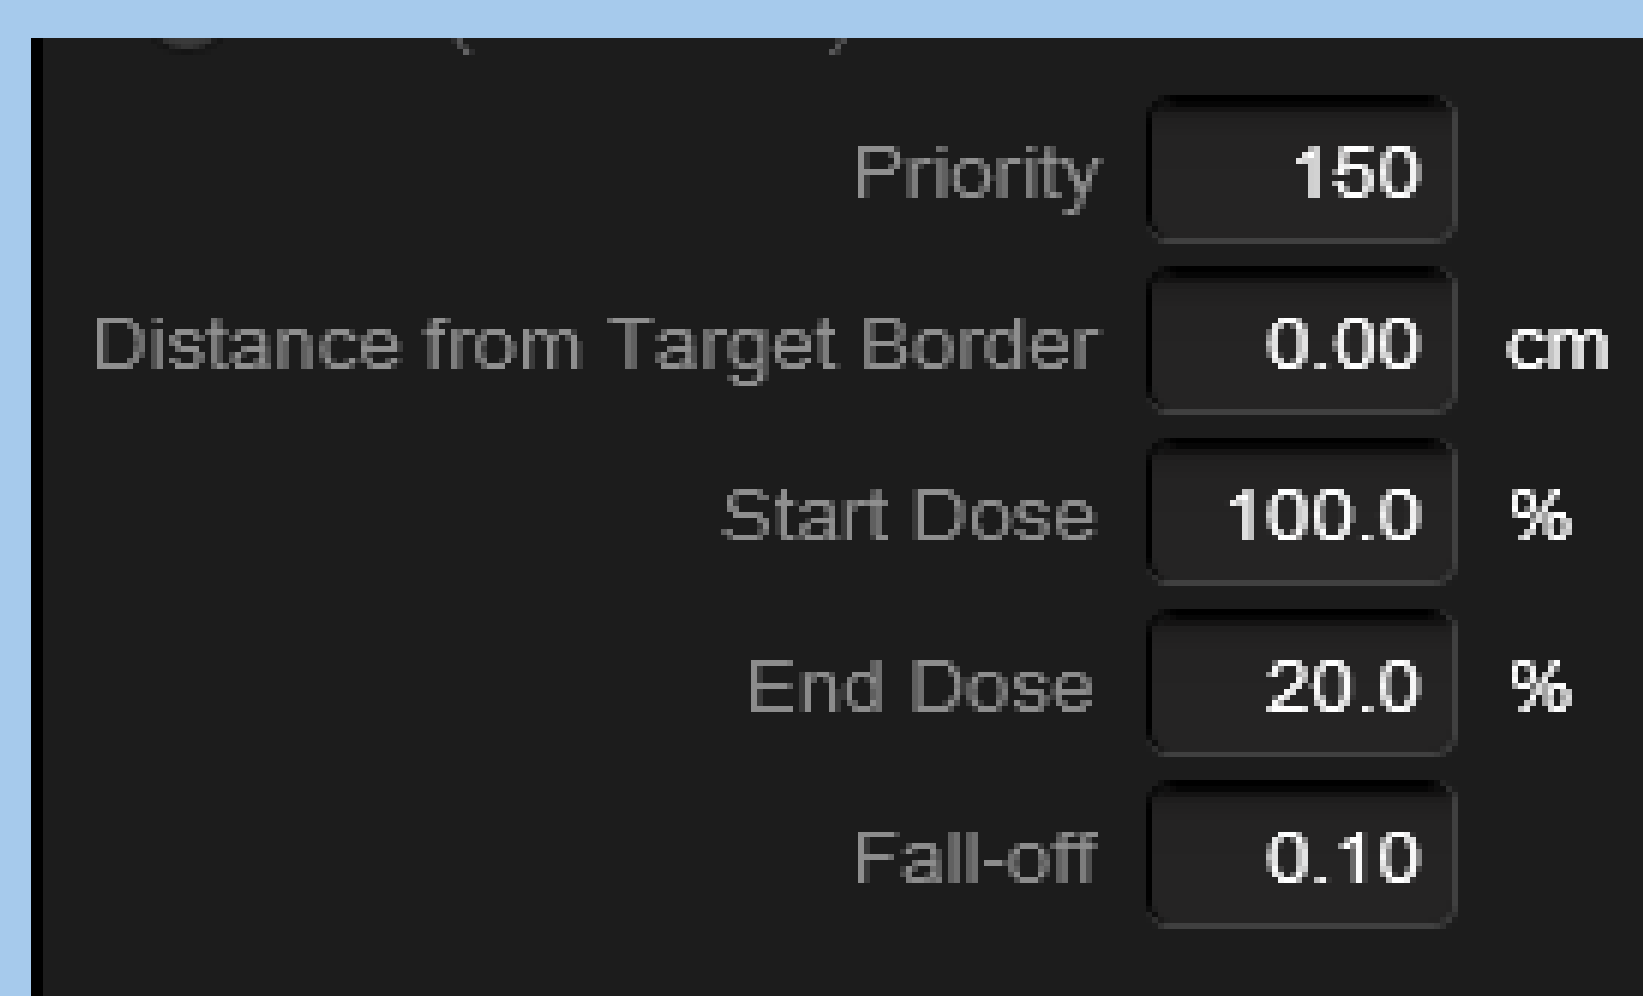 Priority 150
Distance from Target Border 0.00 cm
Start Dose 100.0 %
End Dose 20.0 %
Fall-off 0.10